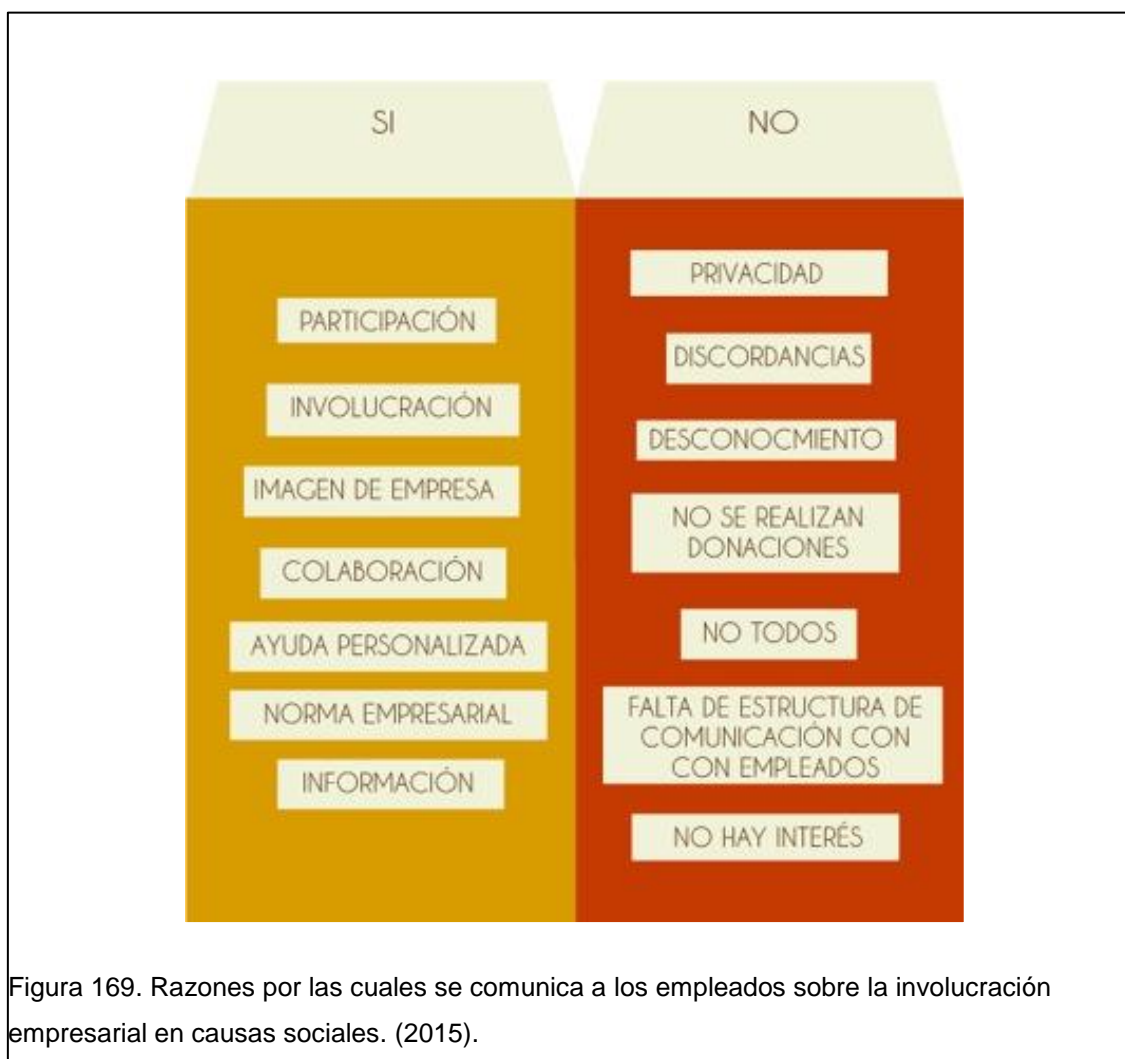 SI
PARTICIPACIÓN
INVOLUCRACIÓN
IMAGEN DE EMPRESA
COLABORACIÓN
AYUDA PERSONALIZADA
NORMA EMPRESARIAL
INFORMACIÓN
NO
PRIVACIDAD
DISCORDANCIAS
DESCONOCMIENTO
NO SE REALIZAN
DONACIONES
NO TODOS
FALTA DE ESTRUCTURA DE
COMUNICACIÓN CON
CON EMPLEADOS
NO HAY INTERÉS
Figura 169. Razones por las cuales se comunica a los empleados sobre la involucración
empresarial en causas sociales. (2015).